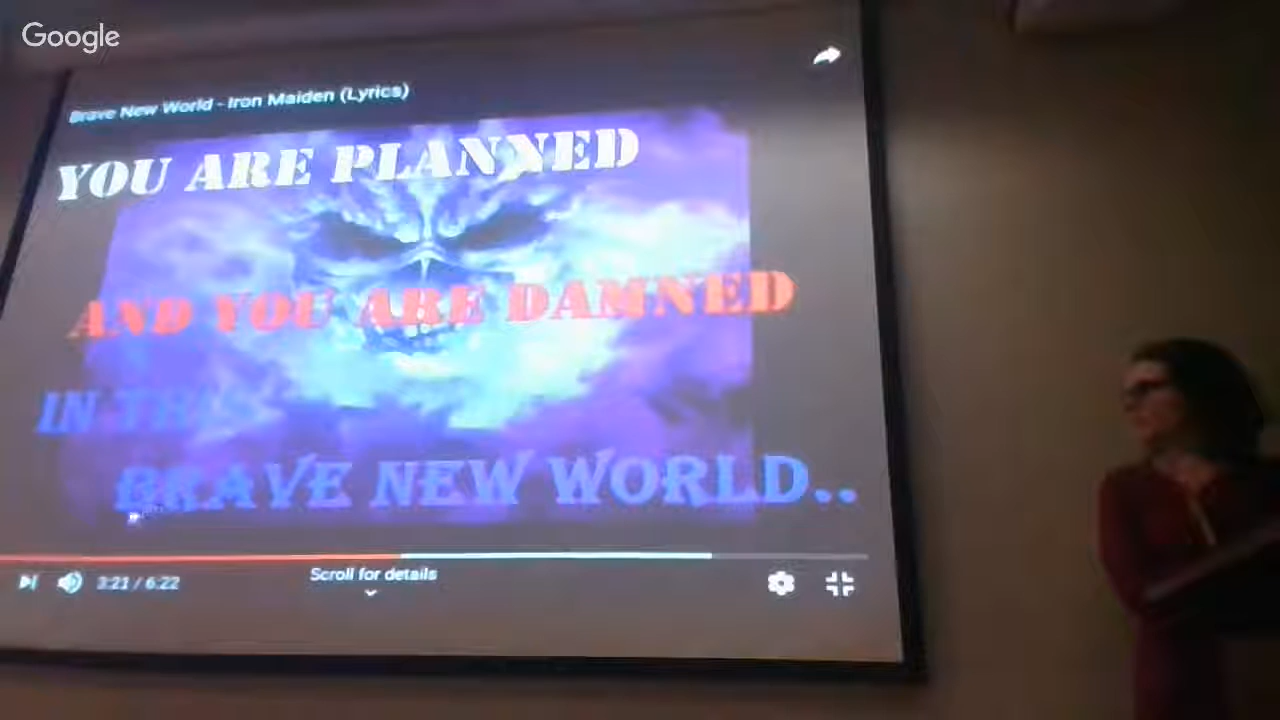 Google
Brave New World - Iron Maiden (Lyrics)
YOU ARE PLANNED
AND YOU ARE DAMNED
IN THIS
BRAVE NEW WORLD..
3:21 / 6:22
Scroll for details